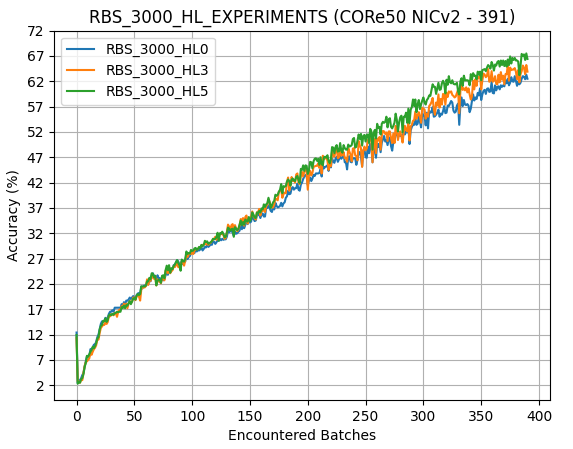 RBS_3000_HL_EXPERIMENTS (CORe50 NICv2 - 391)
72
67
62
57
52
47
42
37
32
27
22
17
12
7
2
Accuracy (%)
RBS_3000_HL0
RBS_3000_HL3
RBS_3000_HL5
0 50 100 150 200 250 300 350 400
Encountered Batches